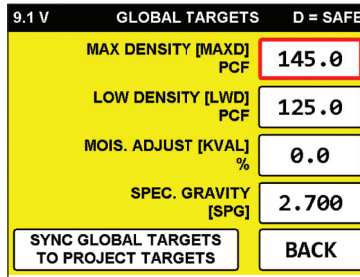 9.1 V GLOBAL TARGETS D = SAFE
MAX DENSITY [MAXD]
PCF
145.0
LOW DENSITY [LWD]
PCF
125.0
MOIS. ADJUST [KVAL]
%
0.0
SPEC. GRAVITY
[SPG]
2.700
SYNC GLOBAL TARGETS
TO PROJECT TARGETS
BACK